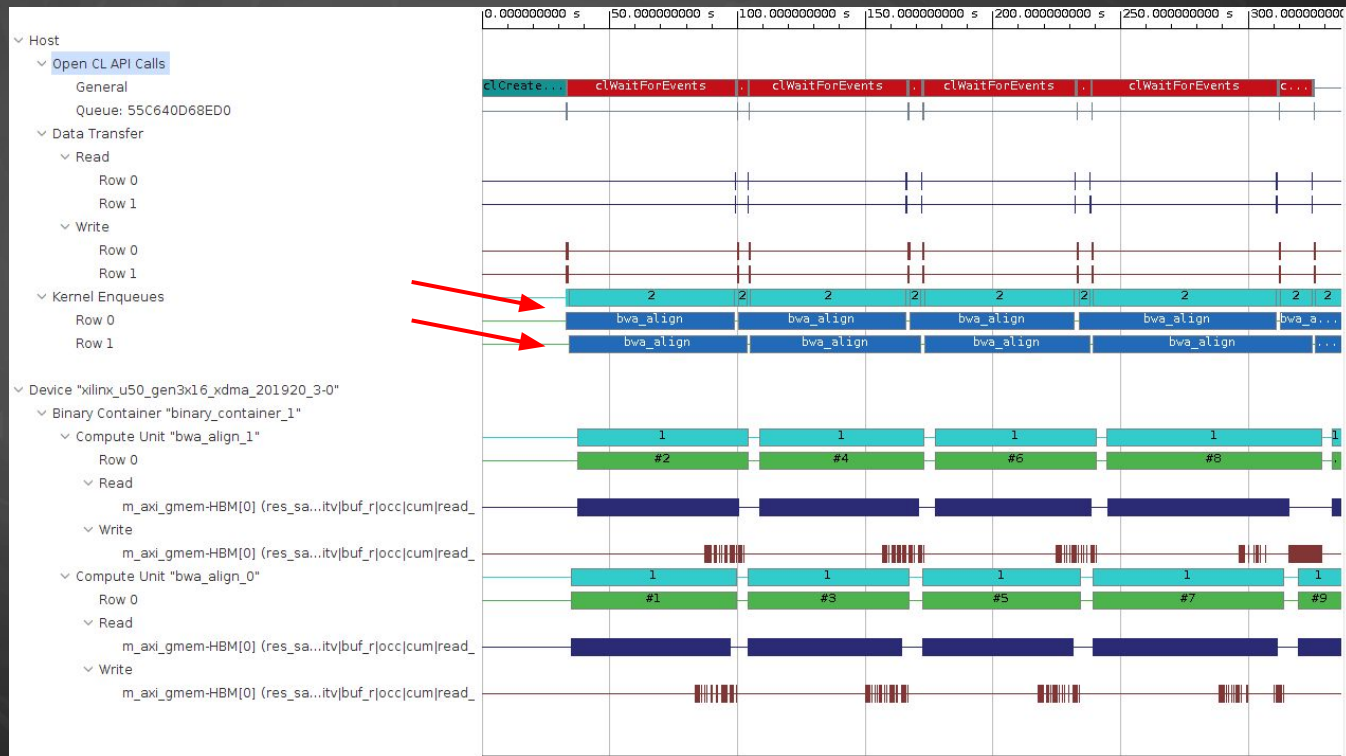 0.000000000 s 50.000000000 s 100.000000000 s 150.000000000 s 200.000000000 s 250.000000000 s 300.000000000
Host
Open CL API Calls
General clCreate... clWaitForEvents . clWaitForEvents . clWaitForEvents . clWaitForEvents c...
Queue: 55C640D68ED0
Data Transfer
Read
Row 0
Row 1
Write
Row 0
Row 1
Kernel Enqueues 2 2 2 2 2 2 2 2 2
Row 0 bwa_align bwa_align bwa_align bwa_align bwa_a...
Row 1 bwa_align bwa_align bwa_align bwa_align ...
Device "xilinx_u50_gen3x16_xdma_201920_3-0"
Binary Container "binary_container_1"
Compute Unit "bwa_align_1" 1 1 1 1 1
Row 0 #2 #4 #6 #8 .
Read
m_axi_gmem-HBM[0] (res_sa...itv|buf_r|occ|cum|read_
Write
m_axi_gmem-HBM[0] (res_sa...itv|buf_r|occ|cum|read_
Compute Unit "bwa_align_0" 1 1 1 1 1
Row 0 #1 #3 #5 #7 #9
Read
m_axi_gmem-HBM[0] (res_sa...itv|buf_r|occ|cum|read_
Write
m_axi_gmem-HBM[0] (res_sa...itv|buf_r|occ|cum|read_